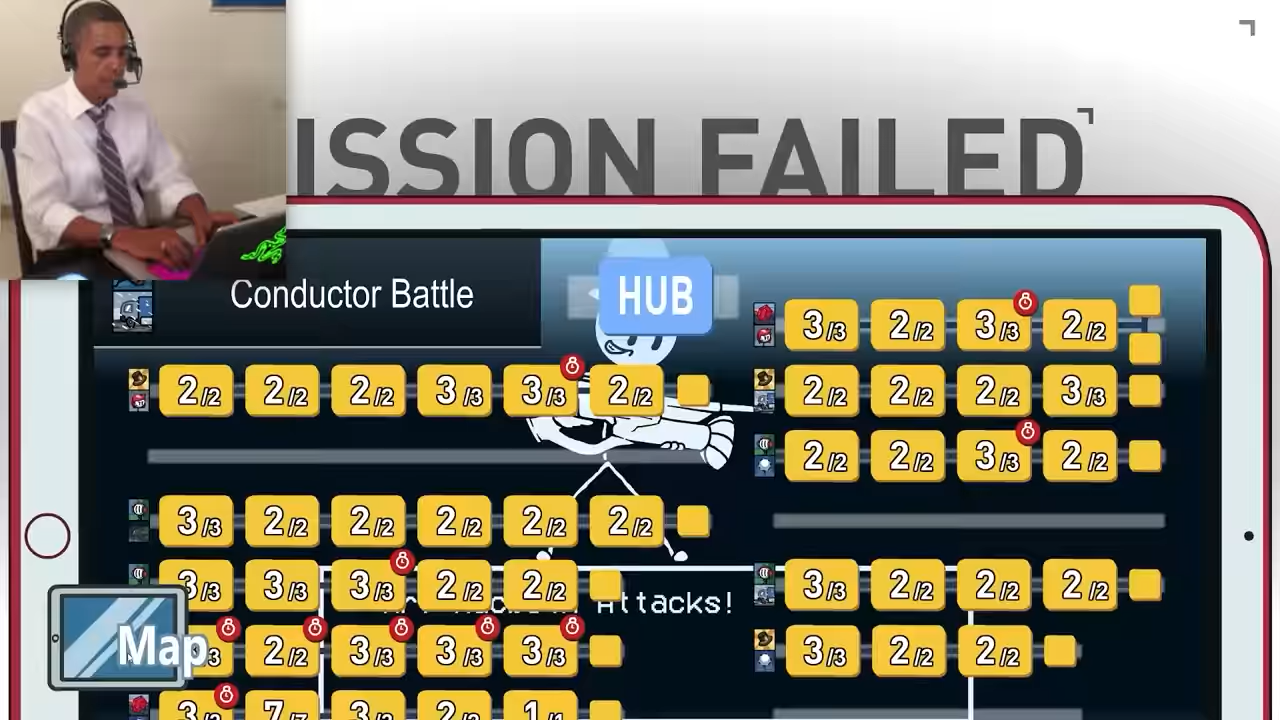 ISSION FAILED
Conductor Battle
HUB
3/3 2/2 3/3 2/2
2/2 2/2 2/2 3/3 3/3 2/2
2/2 2/2 2/2 3/3
2/2 2/2 3/3 2/2
3/3 2/2 2/2 2/2 2/2 2/2
3/3 3/3 3/3 2/2 2/2
3/3 2/2 2/2 2/2
Attacks!
Map
2/2 3/3 3/3 3/3
3/3 2/2 2/2